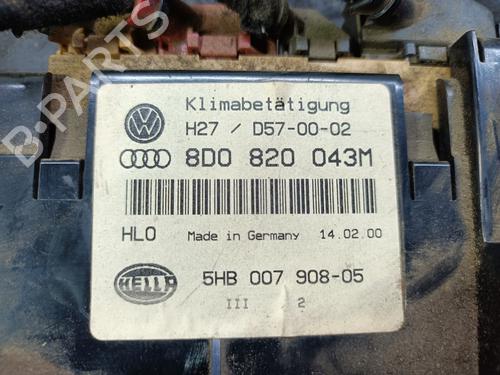 Klimabetätigung
H27 / D57-00-02
8D0 820 043M
HLO Made in Germany 14.02.00
HELLA 5HB 007 908-05
III 2
B-PARTS